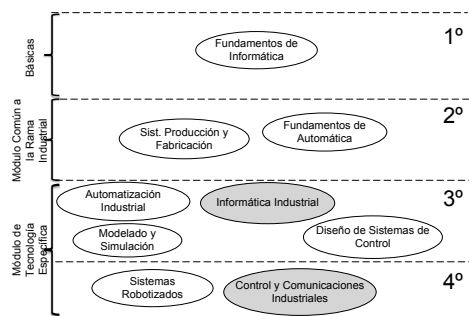 Básicas
Fundamentos de
Informática
1º
Módulo Común a
la Rama
Industrial
Sist. Producción y
Fabricación
Fundamentos de
Automática
2º
Módulo de
Tecnología
Específica
Automatización
Industrial
Informática Industrial
3º
Modelado y
Simulación
Diseño de Sistemas de
Control
Sistemas
Robotizados
Control y Comunicaciones
Industriales
4º